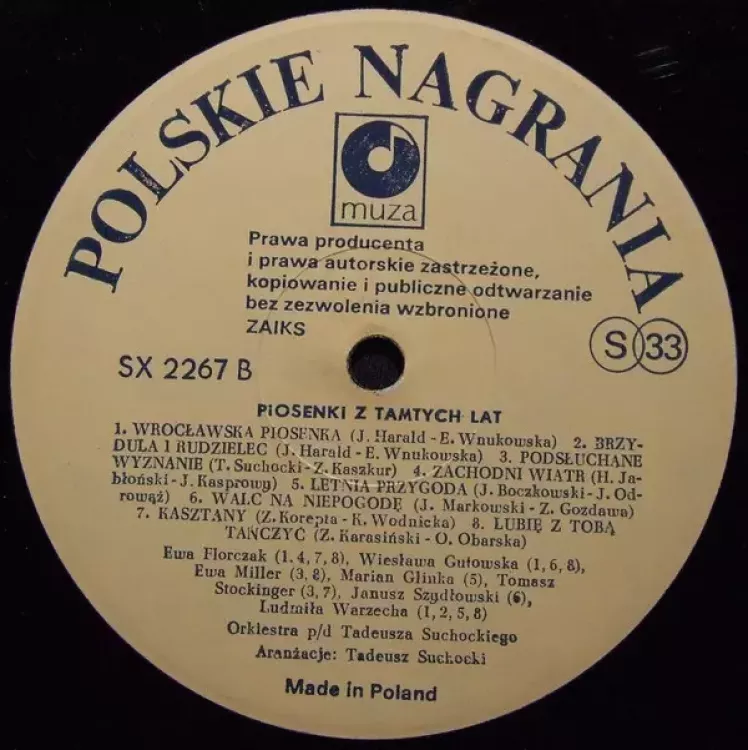 POLSKIE NAGRANIA
muza
Prawa producenta
i prawa autorskie zastrzeżone,
kopiowanie i publiczne odtwarzanie
bez zezwolenia wzbronione
ZAIKS
S 33
SX 2267 B
PIOSENKI Z TAMTYCH LAT
1. WROCŁAWSKA PIOSENKA (J. Harald - E. Wnukowska) 2. BRZY-
DULA I RUDZIELEC (J. Harald - E. Wnukowska) 3. PODSŁUCHANE
WYZNANIE (T. Suchocki - Z. Kaszkur) 4. ZACHODNI WIATR (H. Ja-
błoński - J. Kasprowy) 5. LETNIA PRZYGODA (J. Boczkowski - J. Od-
rowąż) 6. WALC NA NIEPOGODĘ (J. Markowski - Z. Gozdawa)
7. KASZTANY (Z. Korepta - K. Wodnicka) 8. LUBIĘ Z TOBĄ
TAŃCZYĆ (Z. Karasiński - O. Obarska)
Ewa Florczak (1, 4, 7, 8), Wiesława Gutowska (1, 6, 8),
Ewa Miller (3, 8), Marian Glinka (5), Tomasz
Stockinger (3, 7), Janusz Szydłowski (6),
Ludmiła Warzecha (1, 2, 5, 8)
Orkiestra p/d Tadeusza Suchockiego
Aranżacje: Tadeusz Suchocki
Made in Poland